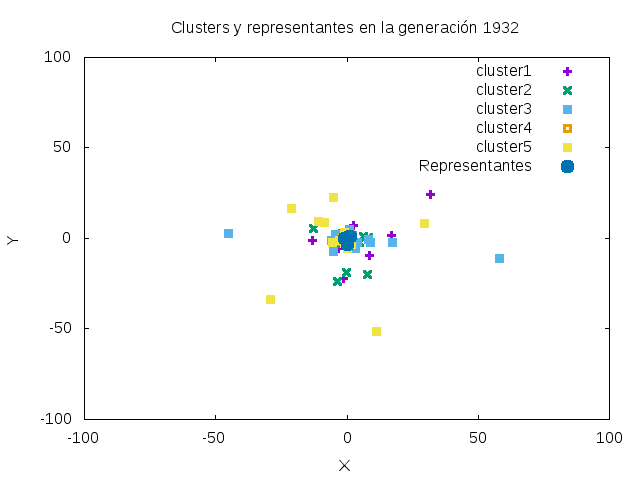 Clusters y representantes en la generación 1932
100
50
0
-50
-100
-100
-50
0
50
100
Y
X
cluster1
cluster2
cluster3
cluster4
cluster5
Representantes